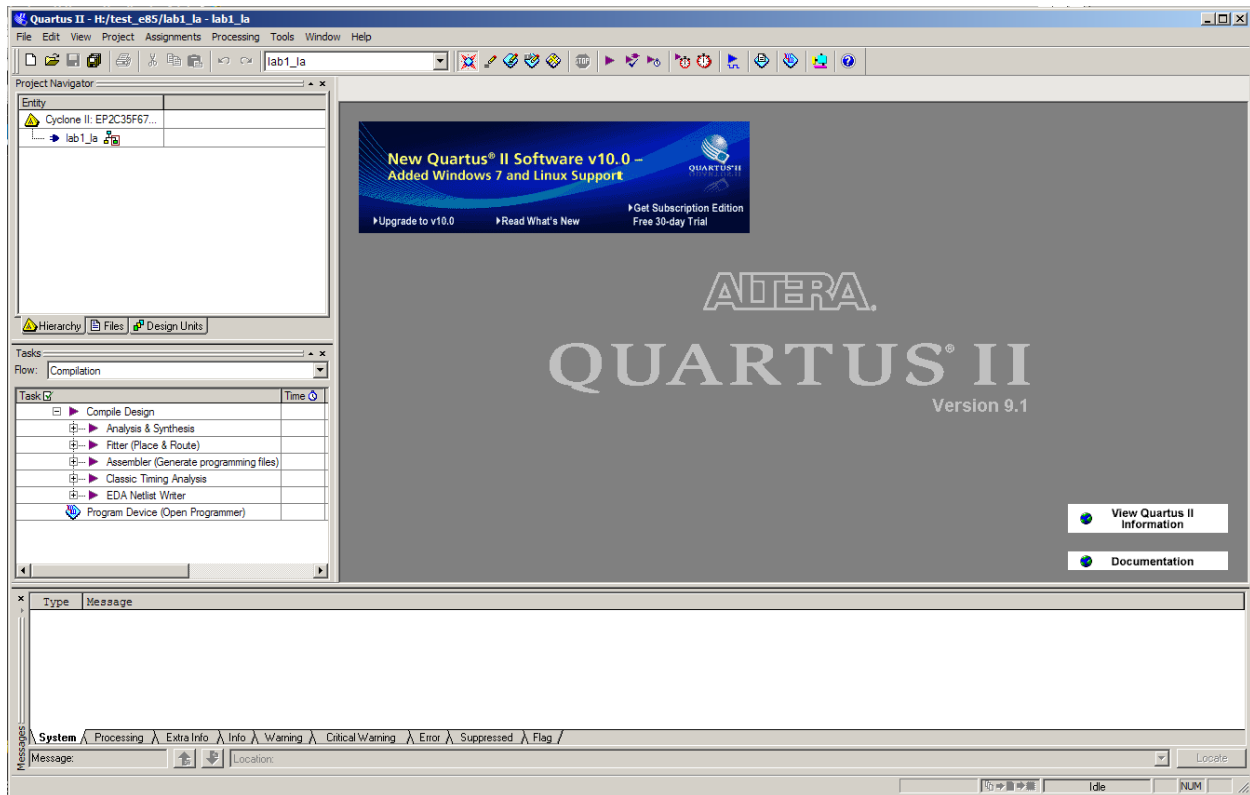 Quartus II - H:/test_e85/lab1_la - lab1_la
File Edit View Project Assignments Processing Tools Window Help
lab1_la
STOP
Project Navigator
Entity
Cyclone II: EP2C35F67...
lab1_la
Hierarchy Files Design Units
New Quartus® II Software v10.0 –
Added Windows 7 and Linux Support
QUARTUS®II
Upgrade to v10.0 Read What's New Get Subscription Edition
Free 30-day Trial
ALTERA.
QUARTUS® II
Version 9.1
View Quartus II
Information
Documentation
Tasks
Flow: Compilation
Task Time
Compile Design
Analysis & Synthesis
Fitter (Place & Route)
Assembler (Generate programming files)
Classic Timing Analysis
EDA Netlist Writer
Program Device (Open Programmer)
Type Message
Messages
System Processing Extra Info Info Warning Critical Warning Error Suppressed Flag
Message: Location: Locate
Idle NUM